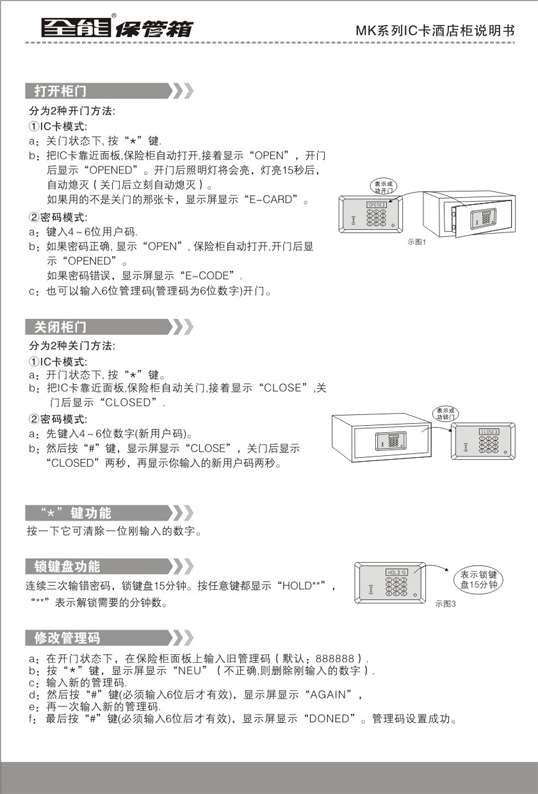 全能®保管箱
MK系列IC卡酒店柜说明书
打开柜门
分为2种开门方法:
①IC卡模式:
a：关门状态下, 按“*”键.
b：把IC卡靠近面板,保险柜自动打开,接着显示“OPEN”，开门
后显示“OPENED”。开门后照明灯将会亮，灯亮15秒后，
自动熄灭（关门后立刻自动熄灭）。
如果用的不是关门的那张卡，显示屏显示“E-CARD”。
②密码模式:
a：键入4～6位用户码.
b：如果密码正确, 显示“OPEN”, 保险柜自动打开,开门后显
示“OPENED”。
如果密码错误，显示屏显示“E-CODE”.
c：也可以输入6位管理码(管理码为6位数字)开门。
表示成
功开门
OPENED
示图1
关闭柜门
分为2种关门方法:
①IC卡模式:
a：开门状态下, 按“*”键。
b：把IC卡靠近面板,保险柜自动关门,接着显示“CLOSE”,关
门后显示“CLOSED”.
②密码模式:
a：先键入4～6位数字(新用户码)。
b：然后按“#”键，显示屏显示“CLOSE”，关门后显示
“CLOSED”两秒，再显示你输入的新用户码两秒。
表示成
功锁门
CLOSED
“*”键功能
按一下它可清除一位刚输入的数字。
锁键盘功能
连续三次输错密码，锁键盘15分钟。按任意键都显示“HOLD**”，
“**”表示解锁需要的分钟数。
HOLD 15
表示锁键
盘15分钟
示图3
修改管理码
a：在开门状态下，在保险柜面板上输入旧管理码（默认：888888）.
b：按“*”键，显示屏显示“NEU”（不正确,则删除刚输入的数字）.
c：输入新的管理码.
d：然后按“#”键(必须输入6位后才有效)，显示屏显示“AGAIN”，
e：再一次输入新的管理码.
f： 最后按“#”键(必须输入6位后才有效)，显示屏显示“DONED”。管理码设置成功。